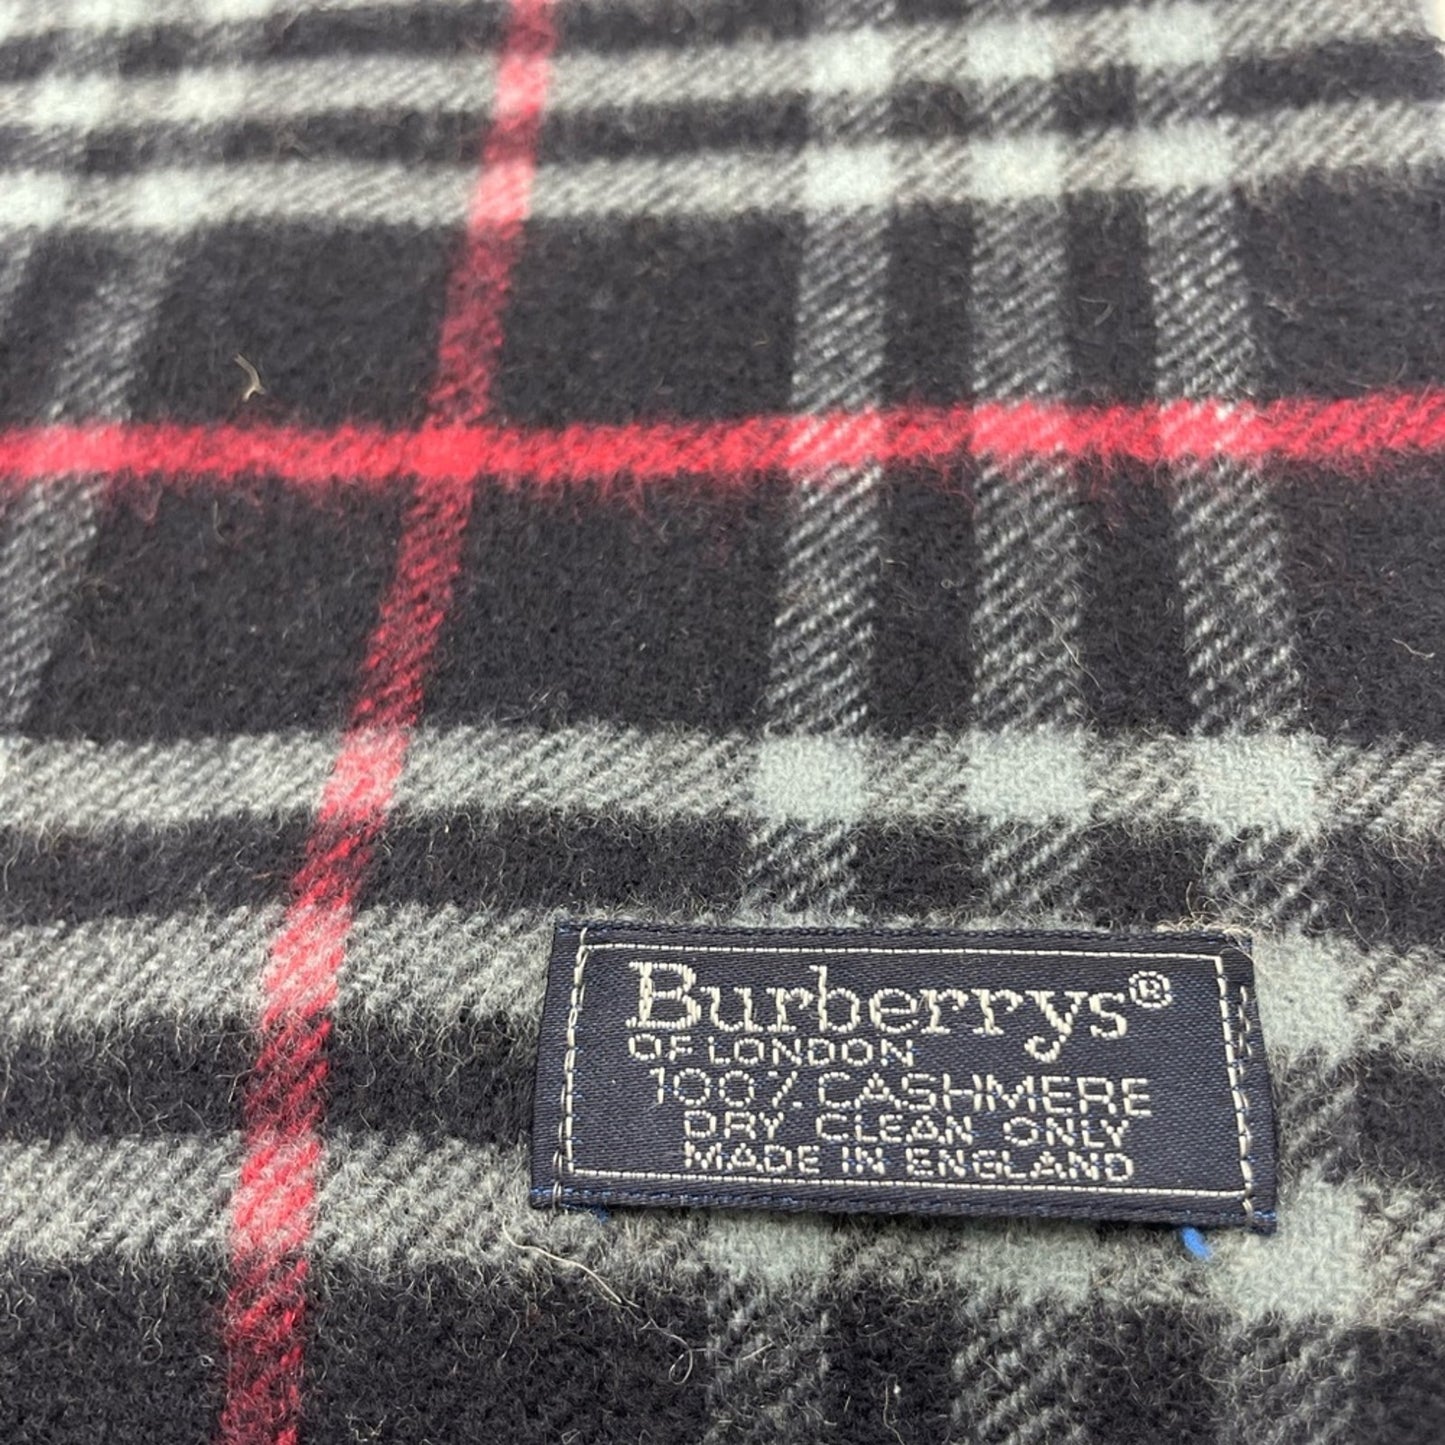 Burberrys®
OF LONDON
100% CASHMERE
DRY CLEAN ONLY
MADE IN ENGLAND